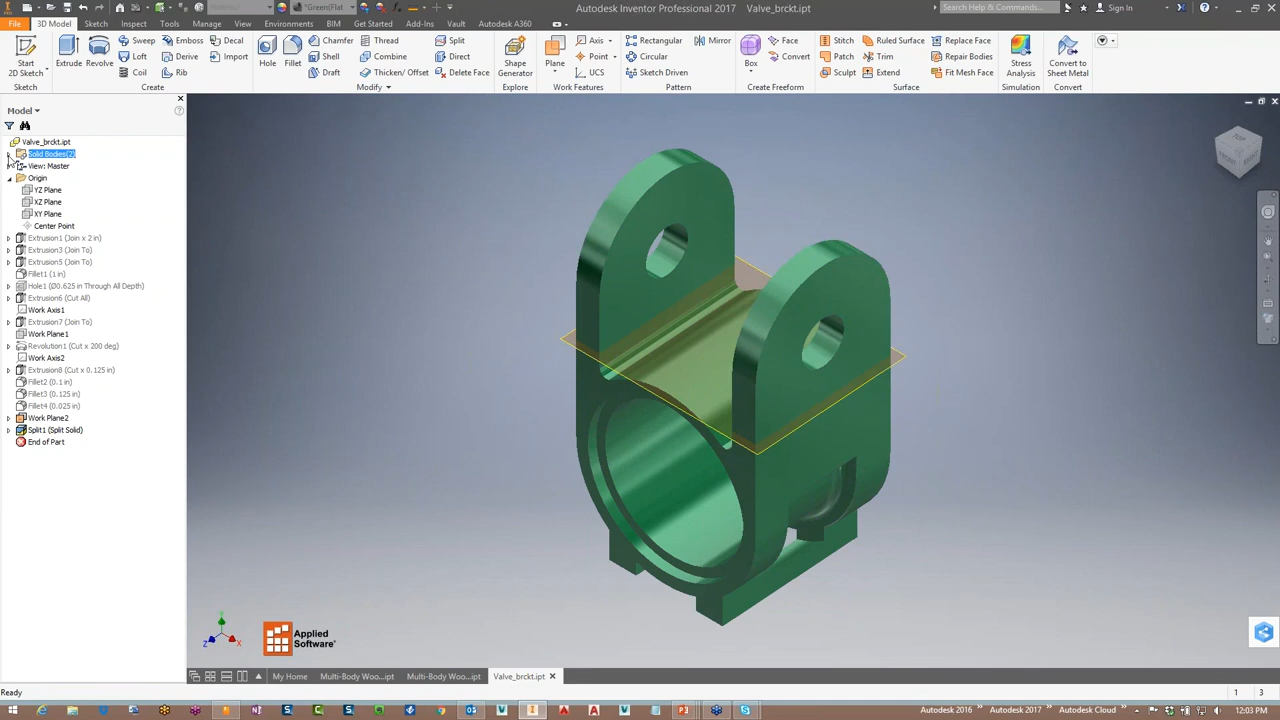 *Green(Flat
Autodesk Inventor Professional 2017 Valve_brckt.ipt
Search Help & Commands...
Sign In
File 3D Model Sketch Inspect Tools Manage View Environments BIM Get Started Add-Ins Vault Autodesk A360
Start
2D Sketch
Extrude
Revolve
Sweep
Loft
Coil
Emboss
Derive
Rib
Decal
Import
Hole
Fillet
Chamfer
Shell
Draft
Thread
Combine
Thicken/ Offset
Split
Direct
Delete Face
Shape
Generator
Plane
Axis
Point
UCS
Rectangular
Circular
Sketch Driven
Mirror
Box
Face
Convert
Stitch
Patch
Sculpt
Ruled Surface
Trim
Extend
Replace Face
Repair Bodies
Fit Mesh Face
Stress
Analysis
Convert to
Sheet Metal
Sketch Create Modify Explore Work Features Pattern Create Freeform Surface Simulation Convert
Model
Valve_brckt.ipt
Solid Bodies(2)
View: Master
Origin
YZ Plane
XZ Plane
XY Plane
Center Point
Extrusion1 (Join x 2 in)
Extrusion3 (Join To)
Extrusion5 (Join To)
Fillet1 (1 in)
Hole1 (Ø0.625 in Through All Depth)
Extrusion6 (Cut All)
Work Axis1
Extrusion7 (Join To)
Work Plane1
Revolution1 (Cut x 200 deg)
Work Axis2
Extrusion8 (Cut x 0.125 in)
Fillet2 (0.1 in)
Fillet3 (0.125 in)
Fillet4 (0.025 in)
Work Plane2
Split1 (Split Solid)
End of Part
Applied
Software®
My Home Multi-Body Woo...ipt Multi-Body Woo...ipt Valve_brckt.ipt
Ready 1 3
Autodesk 2016 Autodesk 2017 Autodesk Cloud 12:03 PM